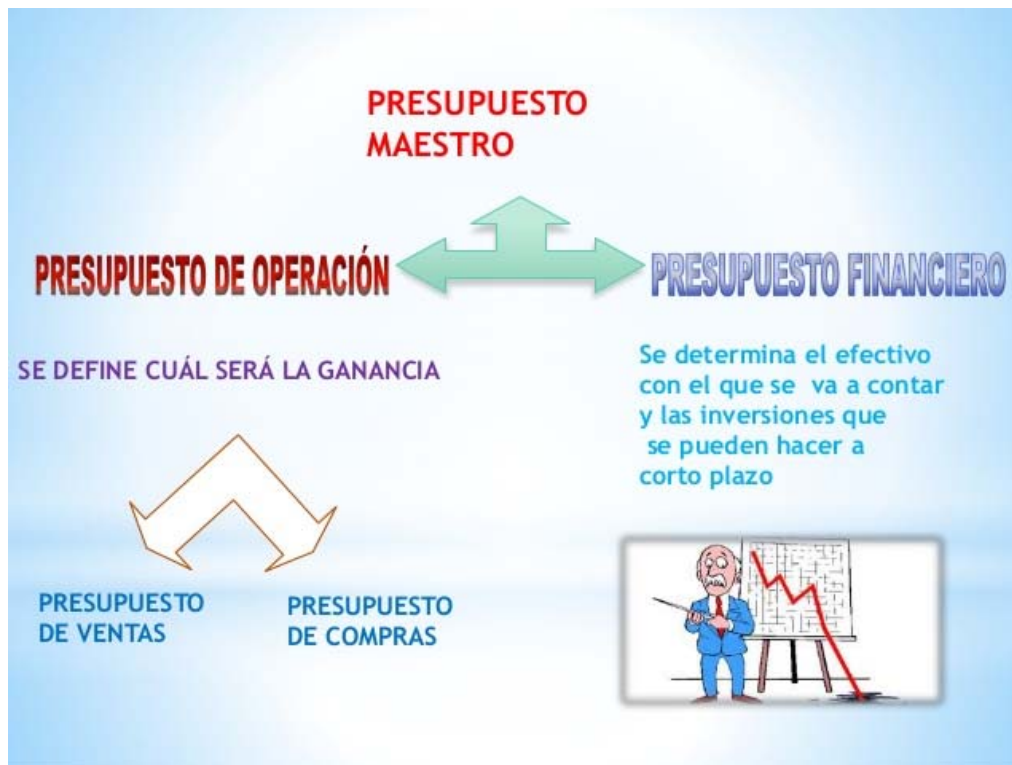 PRESUPUESTO
MAESTRO
PRESUPUESTO DE OPERACIÓN
PRESUPUESTO FINANCIERO
SE DEFINE CUÁL SERÁ LA GANANCIA
Se determina el efectivo
con el que se va a contar
y las inversiones que
se pueden hacer a
corto plazo
PRESUPUESTO
DE VENTAS
PRESUPUESTO
DE COMPRAS